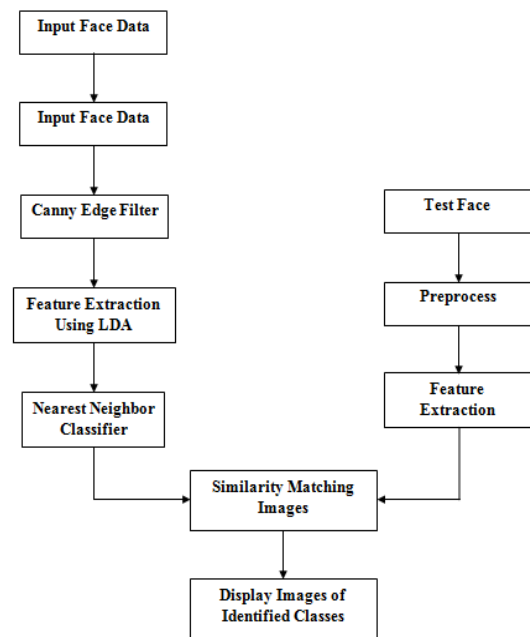 Input Face Data
Input Face Data
Canny Edge Filter
Feature Extraction
Using LDA
Nearest Neighbor
Classifier
Test Face
Preprocess
Feature
Extraction
Similarity Matching
Images
Display Images of
Identified Classes